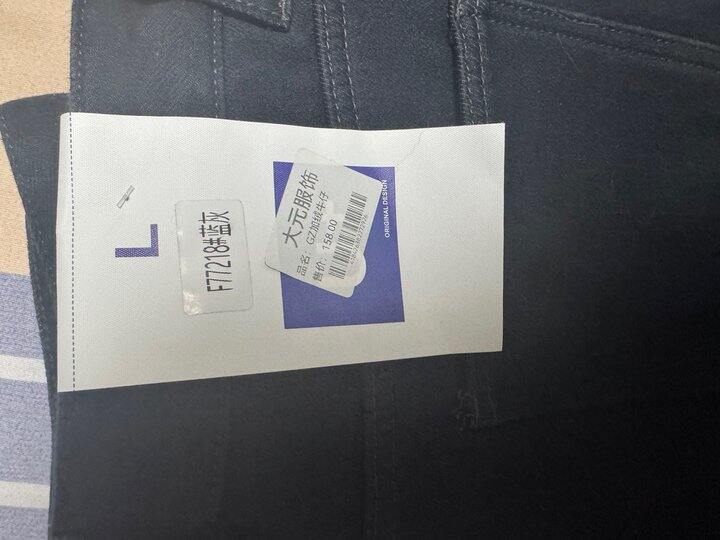 L
F77218#蓝灰
大元服饰
品名: GZ加绒牛仔
售价: 158.00
ORIGINAL DESIGN